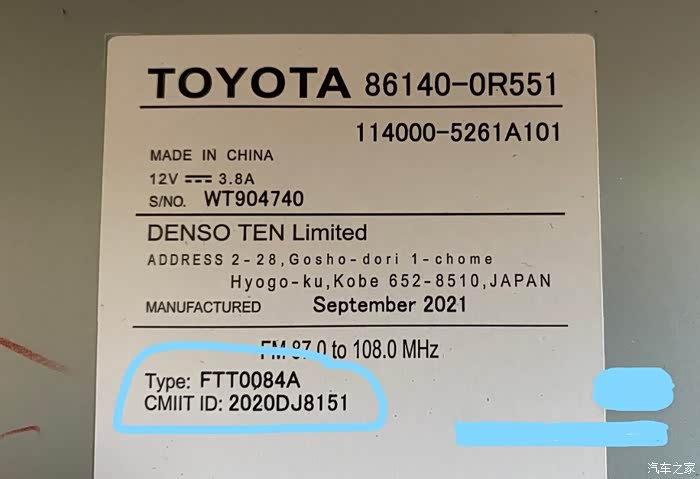 TOYOTA 86140-0R551
114000-5261A101
MADE IN CHINA
12V ⎓ 3.8A
S/NO. WT904740
DENSO TEN Limited
ADDRESS 2-28,Gosho-dori 1-chome
Hyogo-ku,Kobe 652-8510,JAPAN
MANUFACTURED September 2021
FM 87.0 to 108.0 MHz
Type: FTT0084A
CMIIT ID: 2020DJ8151
汽车之家